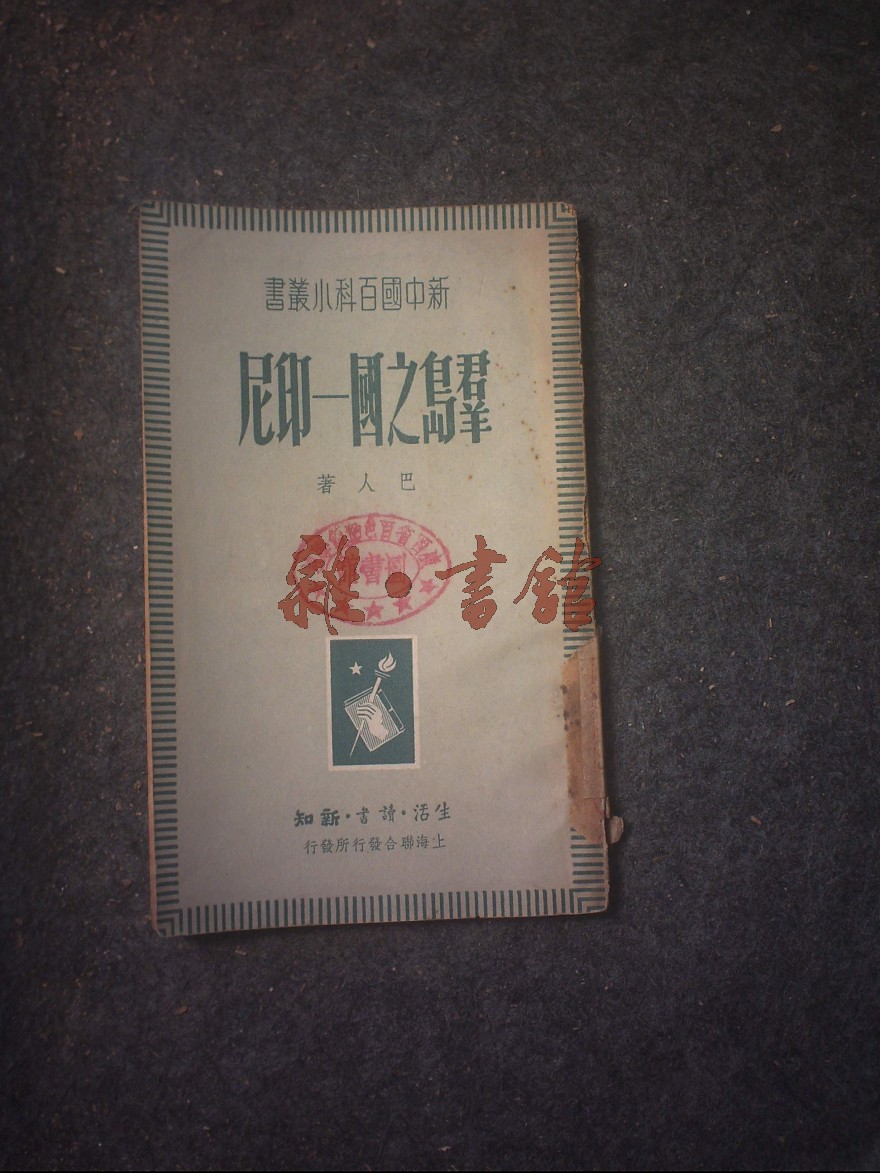 新中國百科小叢書
羣島之國—印尼
巴人著
雜·書館
生活·讀書·新知
上海聯合發行所發行